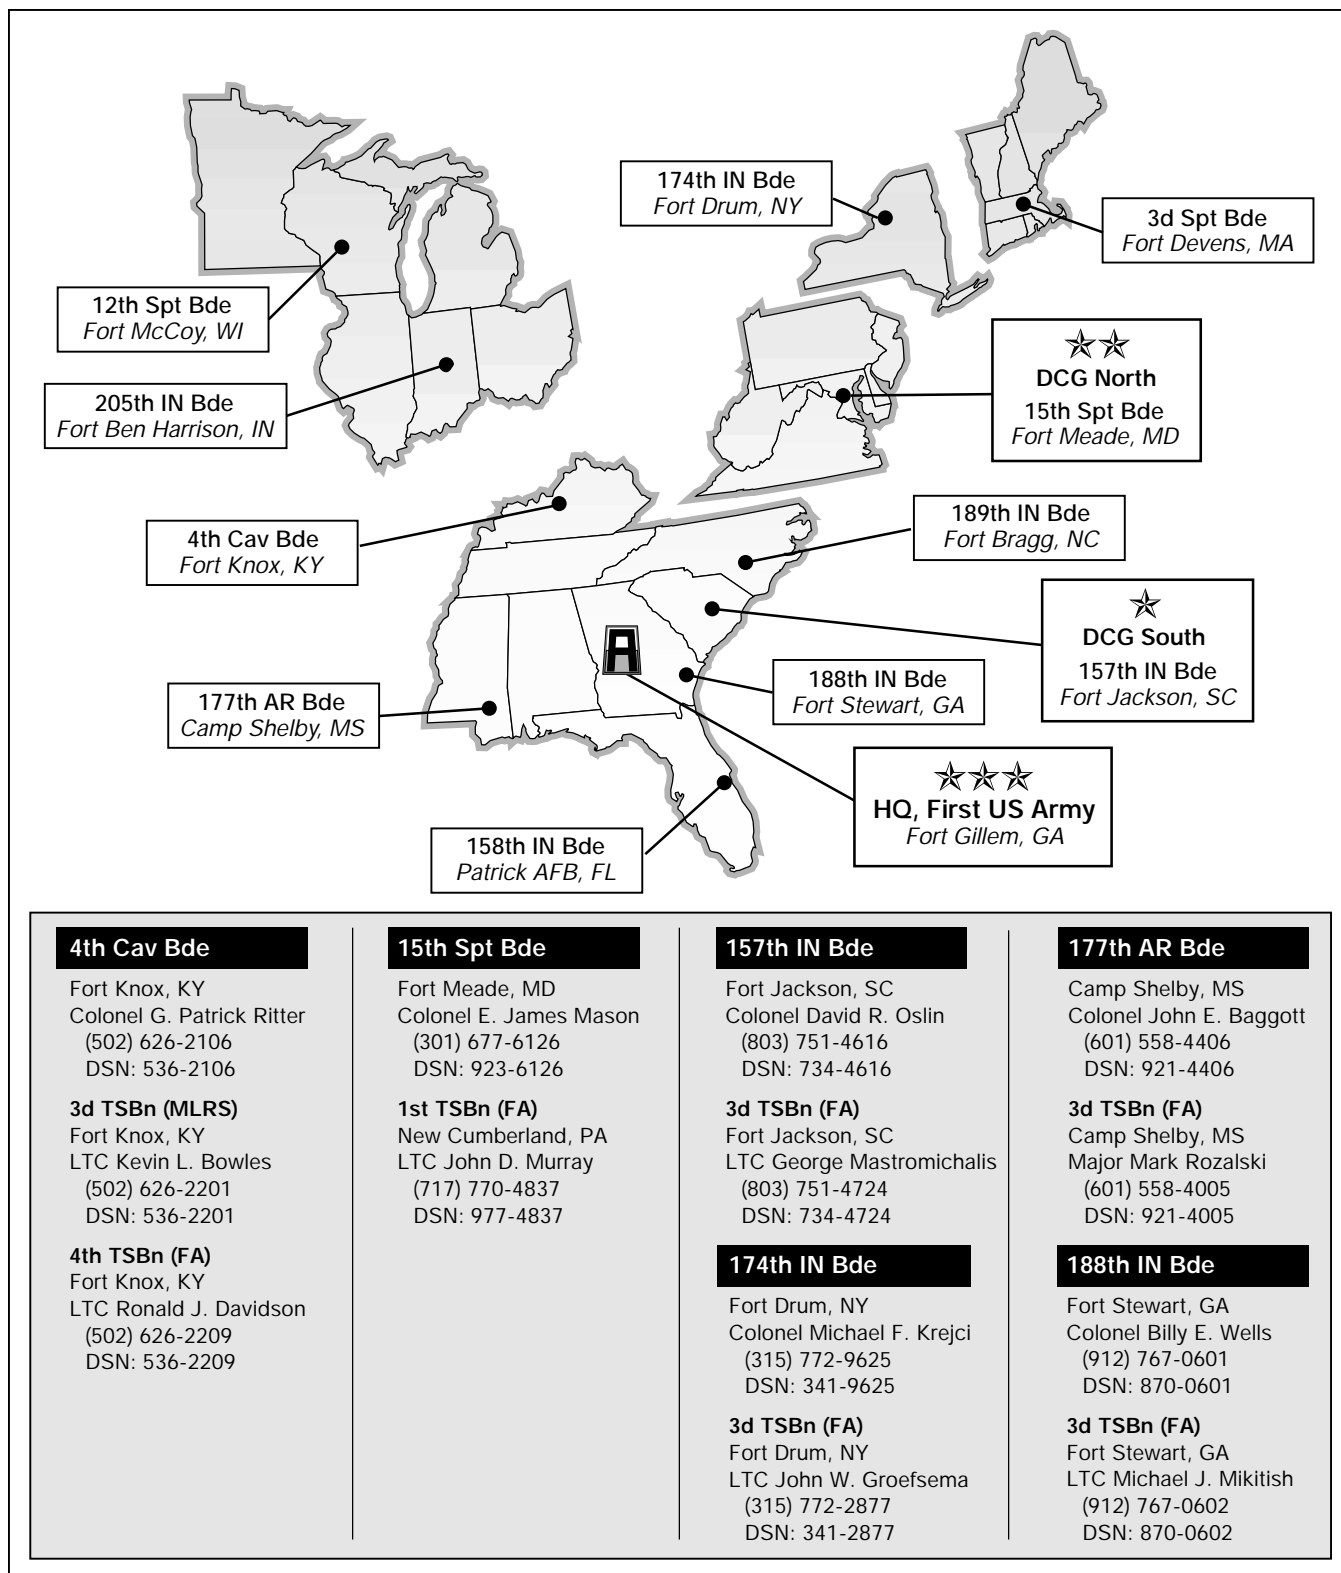 174th IN Bde
Fort Drum, NY
3d Spt Bde
Fort Devens, MA
12th Spt Bde
Fort McCoy, WI
DCG North
15th Spt Bde
Fort Meade, MD
205th IN Bde
Fort Ben Harrison, IN
4th Cav Bde
Fort Knox, KY
189th IN Bde
Fort Bragg, NC
DCG South
157th IN Bde
Fort Jackson, SC
A
188th IN Bde
Fort Stewart, GA
177th AR Bde
Camp Shelby, MS
HQ, First US Army
Fort Gillem, GA
158th IN Bde
Patrick AFB, FL
4th Cav Bde
Fort Knox, KY
Colonel G. Patrick Ritter
(502) 626-2106
DSN: 536-2106
3d TSBn (MLRS)
Fort Knox, KY
LTC Kevin L. Bowles
(502) 626-2201
DSN: 536-2201
4th TSBn (FA)
Fort Knox, KY
LTC Ronald J. Davidson
(502) 626-2209
DSN: 536-2209
15th Spt Bde
Fort Meade, MD
Colonel E. James Mason
(301) 677-6126
DSN: 923-6126
1st TSBn (FA)
New Cumberland, PA
LTC John D. Murray
(717) 770-4837
DSN: 977-4837
157th IN Bde
Fort Jackson, SC
Colonel David R. Oslin
(803) 751-4616
DSN: 734-4616
3d TSBn (FA)
Fort Jackson, SC
LTC George Mastromichalis
(803) 751-4724
DSN: 734-4724
174th IN Bde
Fort Drum, NY
Colonel Michael F. Krejci
(315) 772-9625
DSN: 341-9625
3d TSBn (FA)
Fort Drum, NY
LTC John W. Groefsema
(315) 772-2877
DSN: 341-2877
177th AR Bde
Camp Shelby, MS
Colonel John E. Baggott
(601) 558-4406
DSN: 921-4406
3d TSBn (FA)
Camp Shelby, MS
Major Mark Rozalski
(601) 558-4005
DSN: 921-4005
188th IN Bde
Fort Stewart, GA
Colonel Billy E. Wells
(912) 767-0601
DSN: 870-0601
3d TSBn (FA)
Fort Stewart, GA
LTC Michael J. Mikitish
(912) 767-0602
DSN: 870-0602